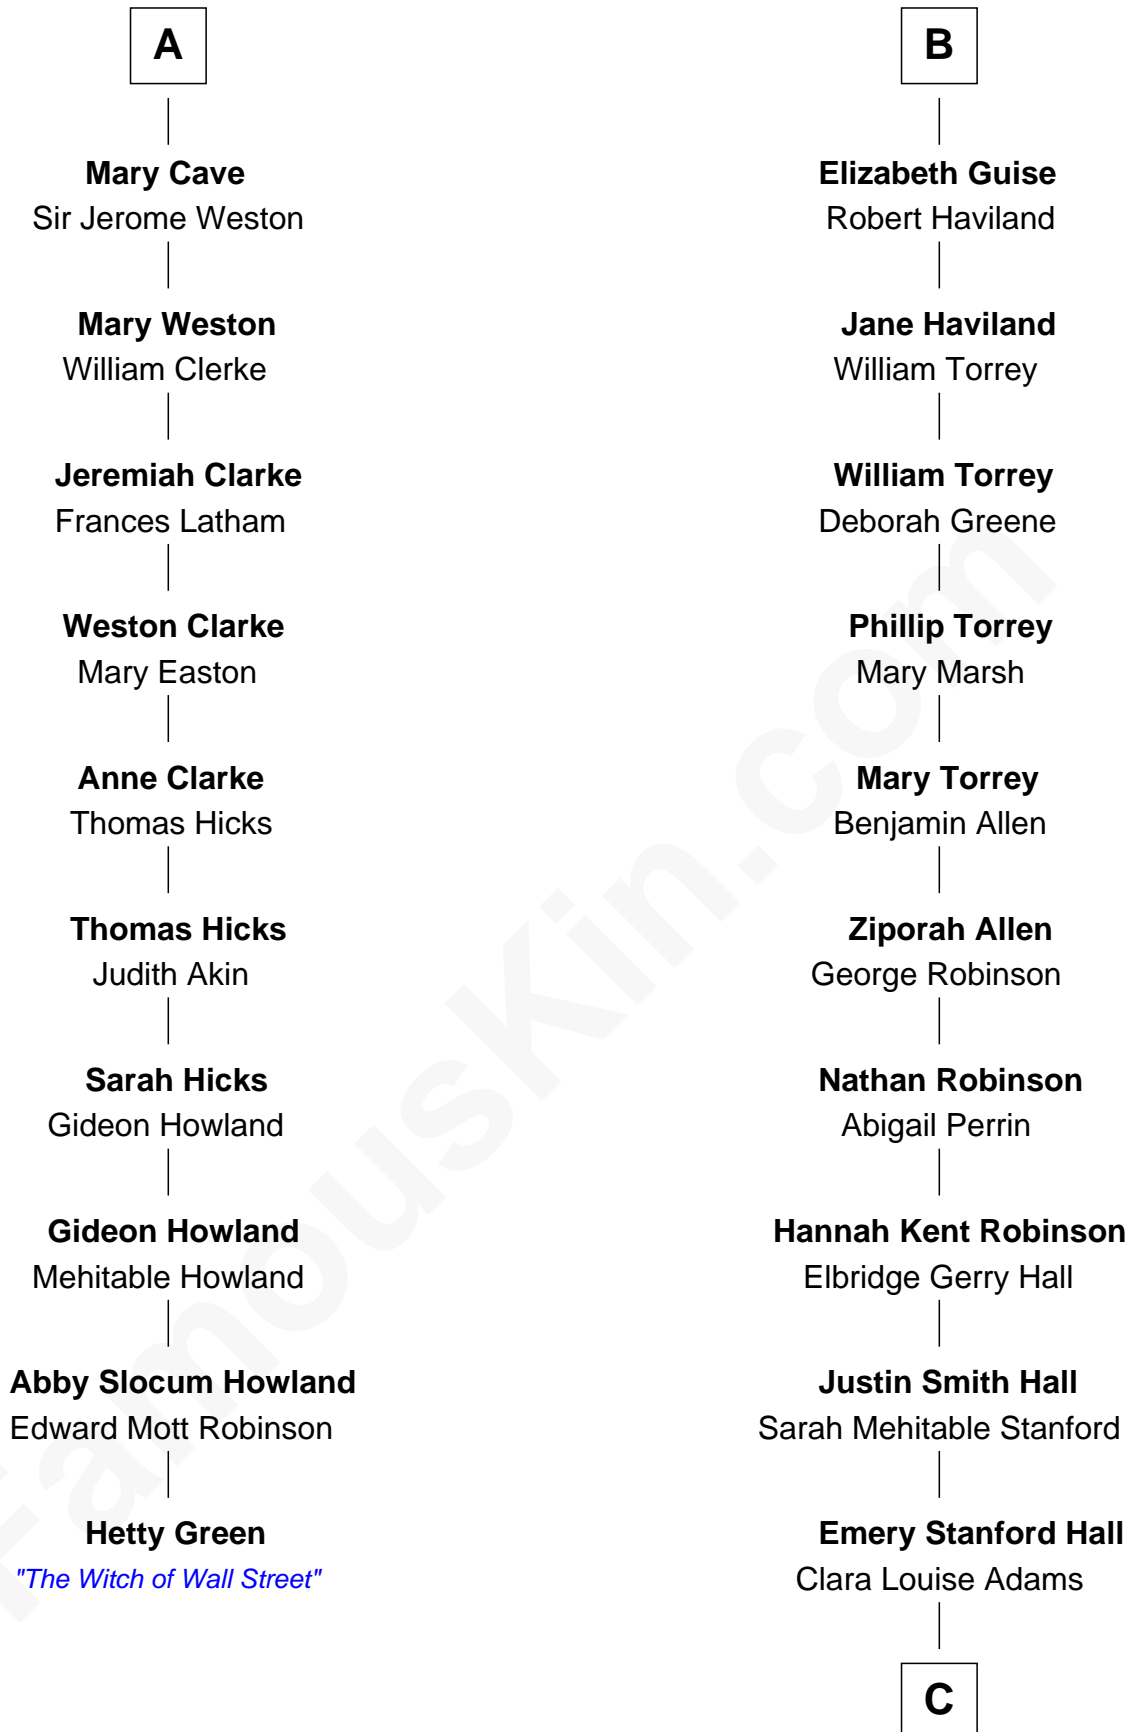 A
Mary Cave
Sir Jerome Weston
Mary Weston
William Clerke
Jeremiah Clarke
Frances Latham
Weston Clarke
Mary Easton
Anne Clarke
Thomas Hicks
Thomas Hicks
Judith Akin
Sarah Hicks
Gideon Howland
Gideon Howland
Mehitable Howland
Abby Slocum Howland
Edward Mott Robinson
Hetty Green
"The Witch of Wall Street"
B
Elizabeth Guise
Robert Haviland
Jane Haviland
William Torrey
William Torrey
Deborah Greene
Phillip Torrey
Mary Marsh
Mary Torrey
Benjamin Allen
Ziporah Allen
George Robinson
Nathan Robinson
Abigail Perrin
Hannah Kent Robinson
Elbridge Gerry Hall
Justin Smith Hall
Sarah Mehitable Stanford
Emery Stanford Hall
Clara Louise Adams
C
FamousKin.com